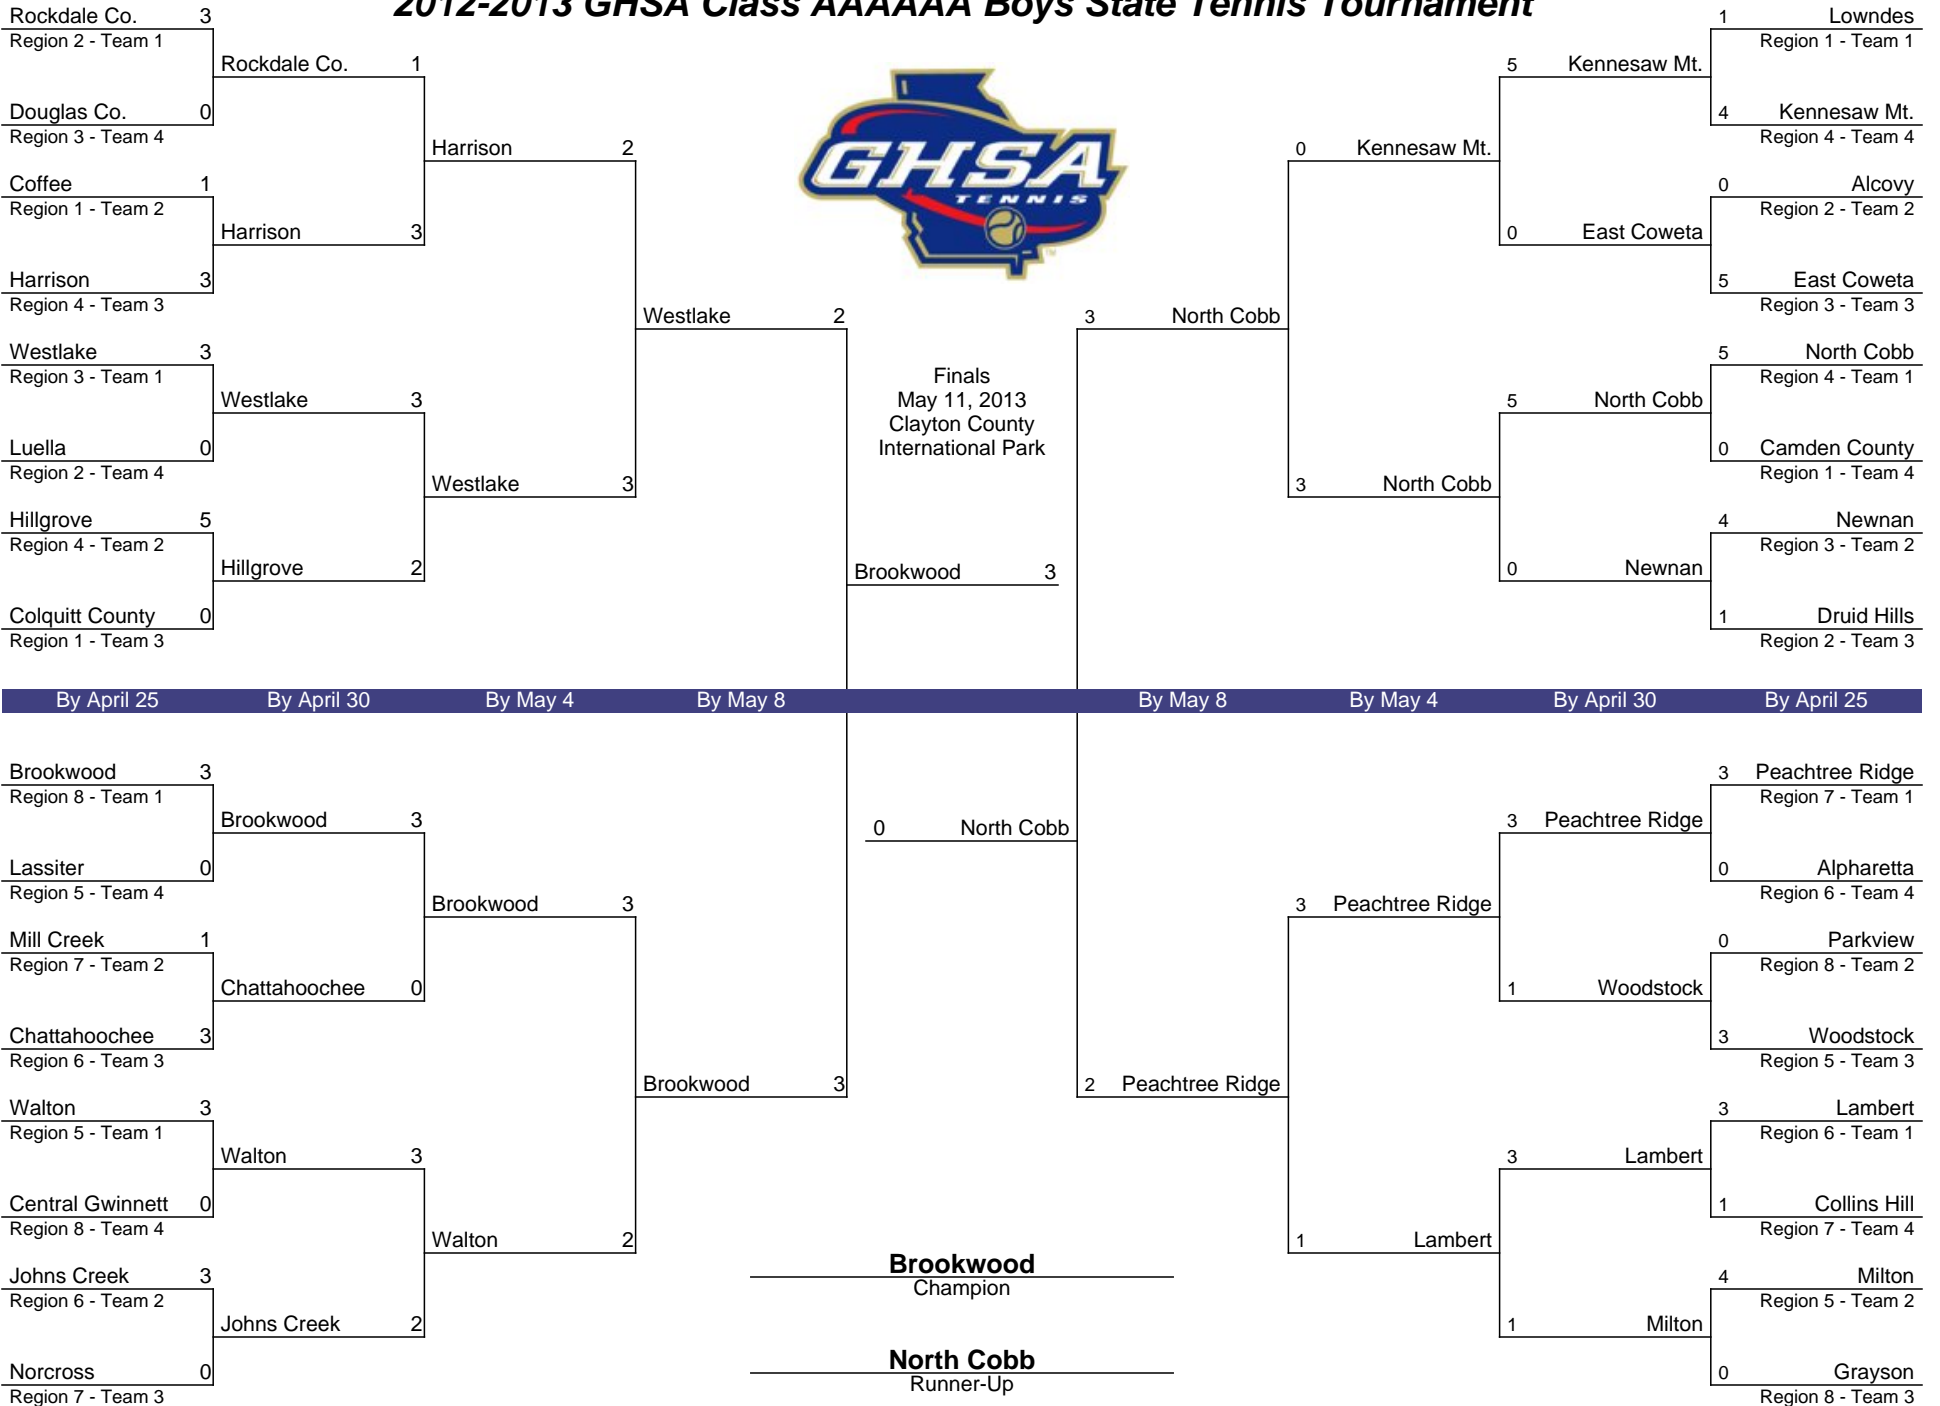 2012-2013 GHSA Class AAAAAA Boys State Tennis Tournament
Rockdale Co. 3
Region 2 - Team 1
Rockdale Co. 1
Douglas Co. 0
Region 3 - Team 4
Harrison 2
Coffee 1
Region 1 - Team 2
Harrison 3
Harrison 3
Region 4 - Team 3
Westlake 2
Westlake 3
Region 3 - Team 1
Westlake 3
Luella 0
Region 2 - Team 4
Westlake 3
Hillgrove 5
Region 4 - Team 2
Hillgrove 2
Colquitt County 0
Region 1 - Team 3
GHSA
TENNIS
TM
Finals
May 11, 2013
Clayton County
International Park
Brookwood 3
1 Lowndes
Region 1 - Team 1
5 Kennesaw Mt.
4 Kennesaw Mt.
Region 4 - Team 4
0 Kennesaw Mt.
0 Alcovy
Region 2 - Team 2
0 East Coweta
5 East Coweta
Region 3 - Team 3
3 North Cobb
5 North Cobb
Region 4 - Team 1
5 North Cobb
0 Camden County
Region 1 - Team 4
3 North Cobb
4 Newnan
Region 3 - Team 2
0 Newnan
1 Druid Hills
Region 2 - Team 3
By April 25 By April 30 By May 4 By May 8 By May 8 By May 4 By April 30 By April 25
Brookwood 3
Region 8 - Team 1
Brookwood 3
Lassiter 0
Region 5 - Team 4
Brookwood 3
Mill Creek 1
Region 7 - Team 2
Chattahoochee 0
Chattahoochee 3
Region 6 - Team 3
Brookwood 3
Walton 3
Region 5 - Team 1
Walton 3
Central Gwinnett 0
Region 8 - Team 4
Walton 2
Johns Creek 3
Region 6 - Team 2
Johns Creek 2
Norcross 0
Region 7 - Team 3
0 North Cobb
Brookwood
Champion
North Cobb
Runner-Up
3 Peachtree Ridge
Region 7 - Team 1
3 Peachtree Ridge
0 Alpharetta
Region 6 - Team 4
3 Peachtree Ridge
0 Parkview
Region 8 - Team 2
1 Woodstock
3 Woodstock
Region 5 - Team 3
2 Peachtree Ridge
3 Lambert
Region 6 - Team 1
3 Lambert
1 Collins Hill
Region 7 - Team 4
1 Lambert
4 Milton
Region 5 - Team 2
1 Milton
0 Grayson
Region 8 - Team 3